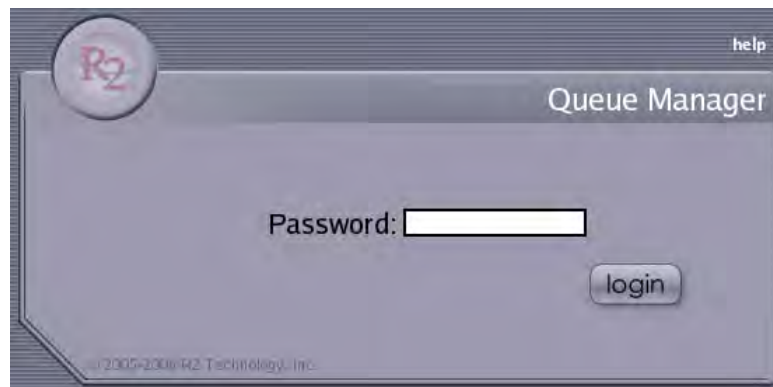 R2
help
Queue Manager
Password:
login
©2005-2006 R2 Technology, Inc.